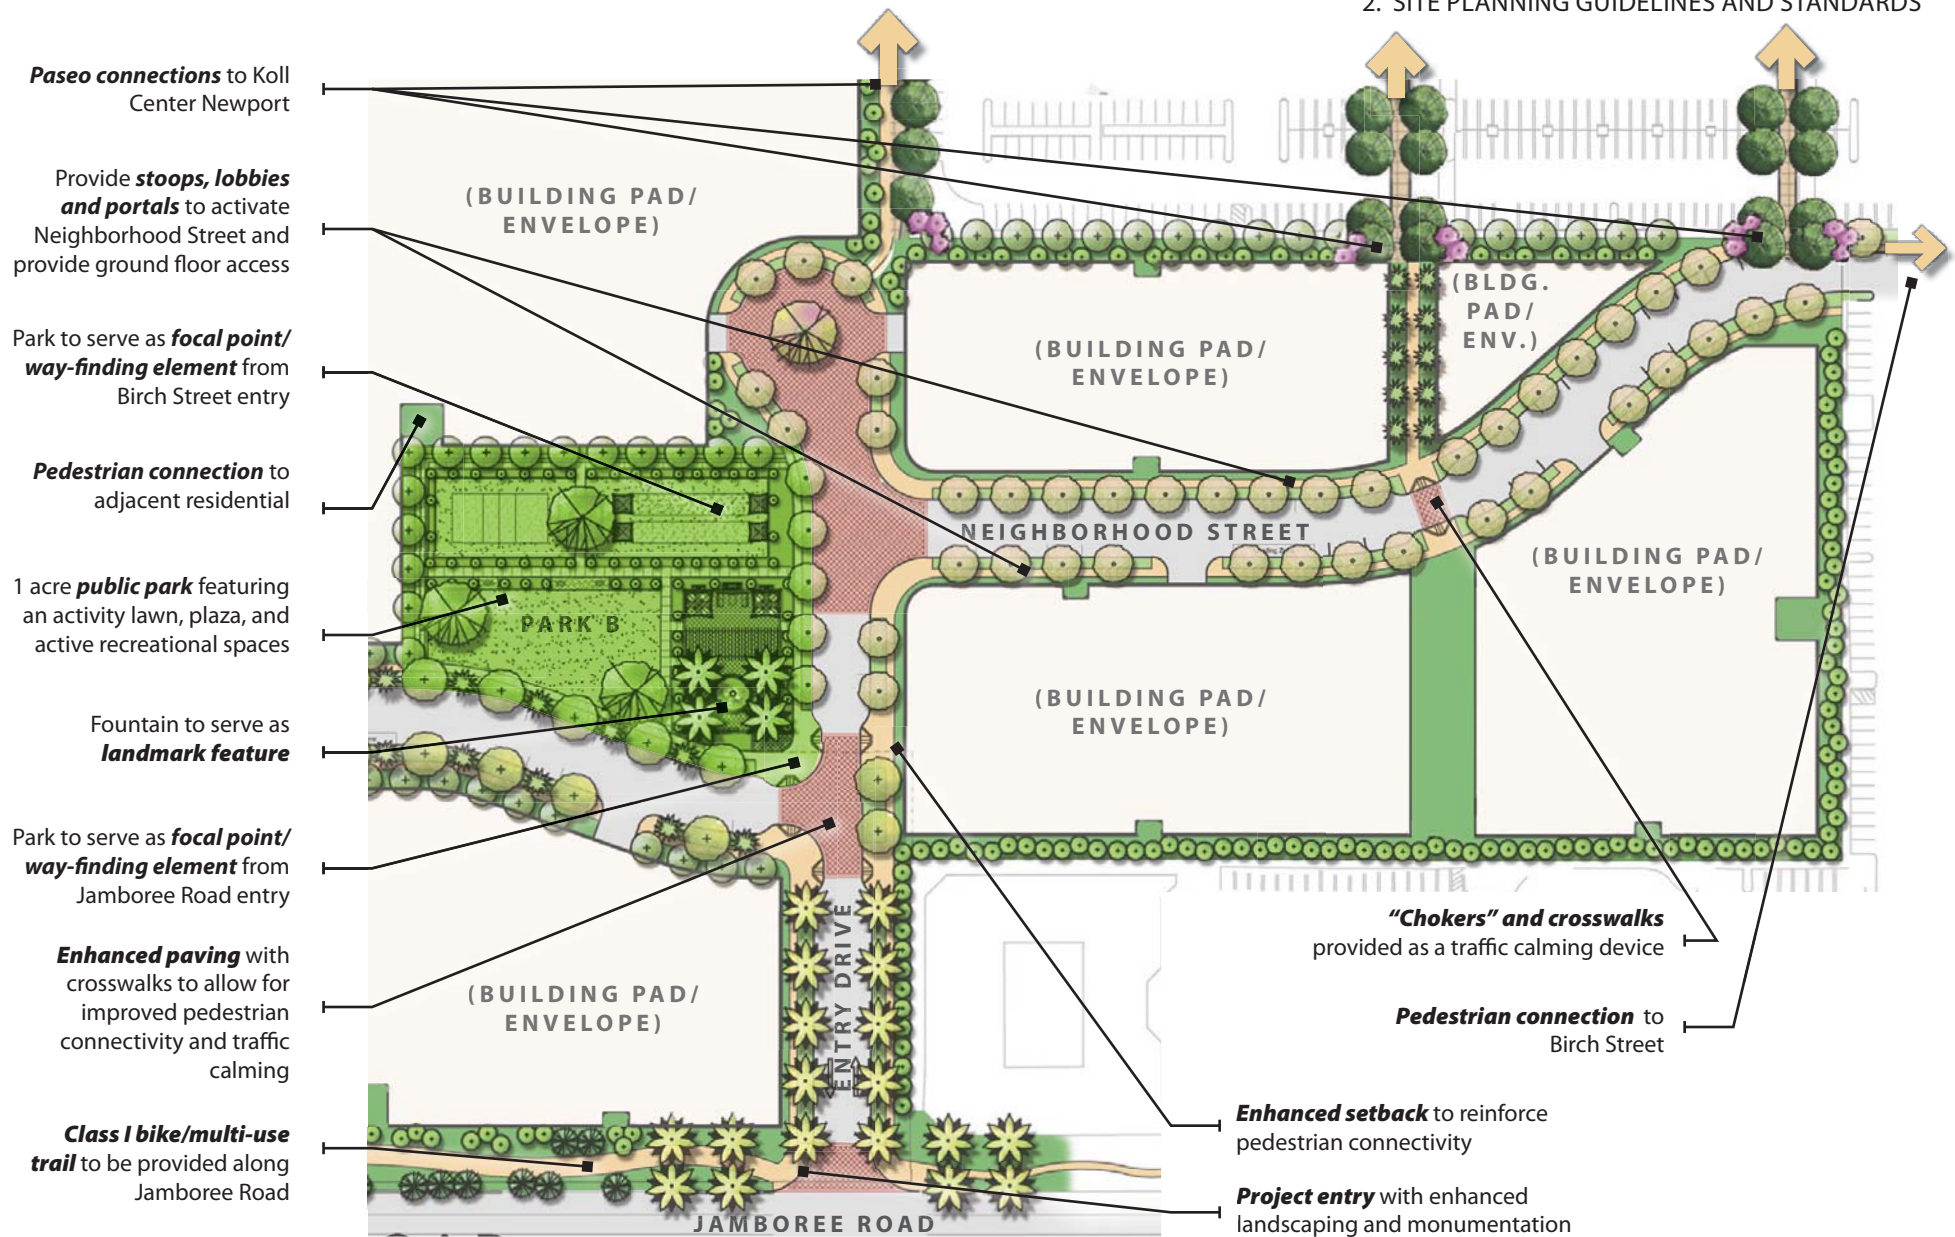 2.  SITE PLANNING GUIDELINES AND STANDARDS
Paseo connections to Koll
Center Newport
Provide stoops, lobbies
and portals to activate
Neighborhood Street and
provide ground floor access
Park to serve as focal point/
way-finding element from
Birch Street entry
Pedestrian connection to
adjacent residential
1 acre public park featuring
an activity lawn, plaza, and
active recreational spaces
Fountain to serve as
landmark feature
Park to serve as focal point/
way-finding element from
Jamboree Road entry
Enhanced paving with
crosswalks to allow for
improved pedestrian
connectivity and traffic
calming
Class I bike/multi-use
trail to be provided along
Jamboree Road
(BUILDING PAD/
ENVELOPE)
(BUILDING PAD/
ENVELOPE)
(BLDG.
PAD/
ENV.)
NEIGHBORHOOD STREET
(BUILDING PAD/
ENVELOPE)
PARK B
(BUILDING PAD/
ENVELOPE)
(BUILDING PAD/
ENVELOPE)
ENTRY DRIVE
JAMBOREE ROAD
“Chokers” and crosswalks
provided as a traffic calming device
Pedestrian connection to
Birch Street
Enhanced setback to reinforce
pedestrian connectivity
Project entry with enhanced
landscaping and monumentation